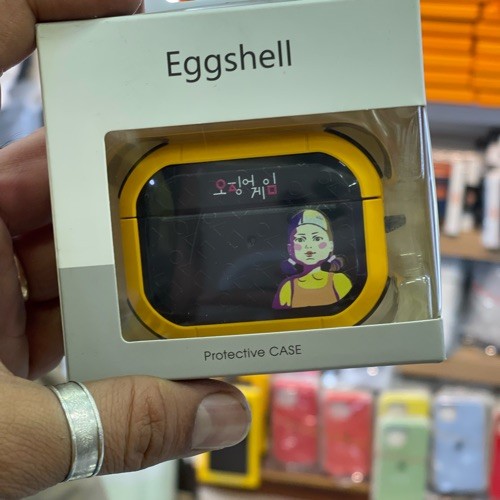 Eggshell
오징어게임
Protective CASE